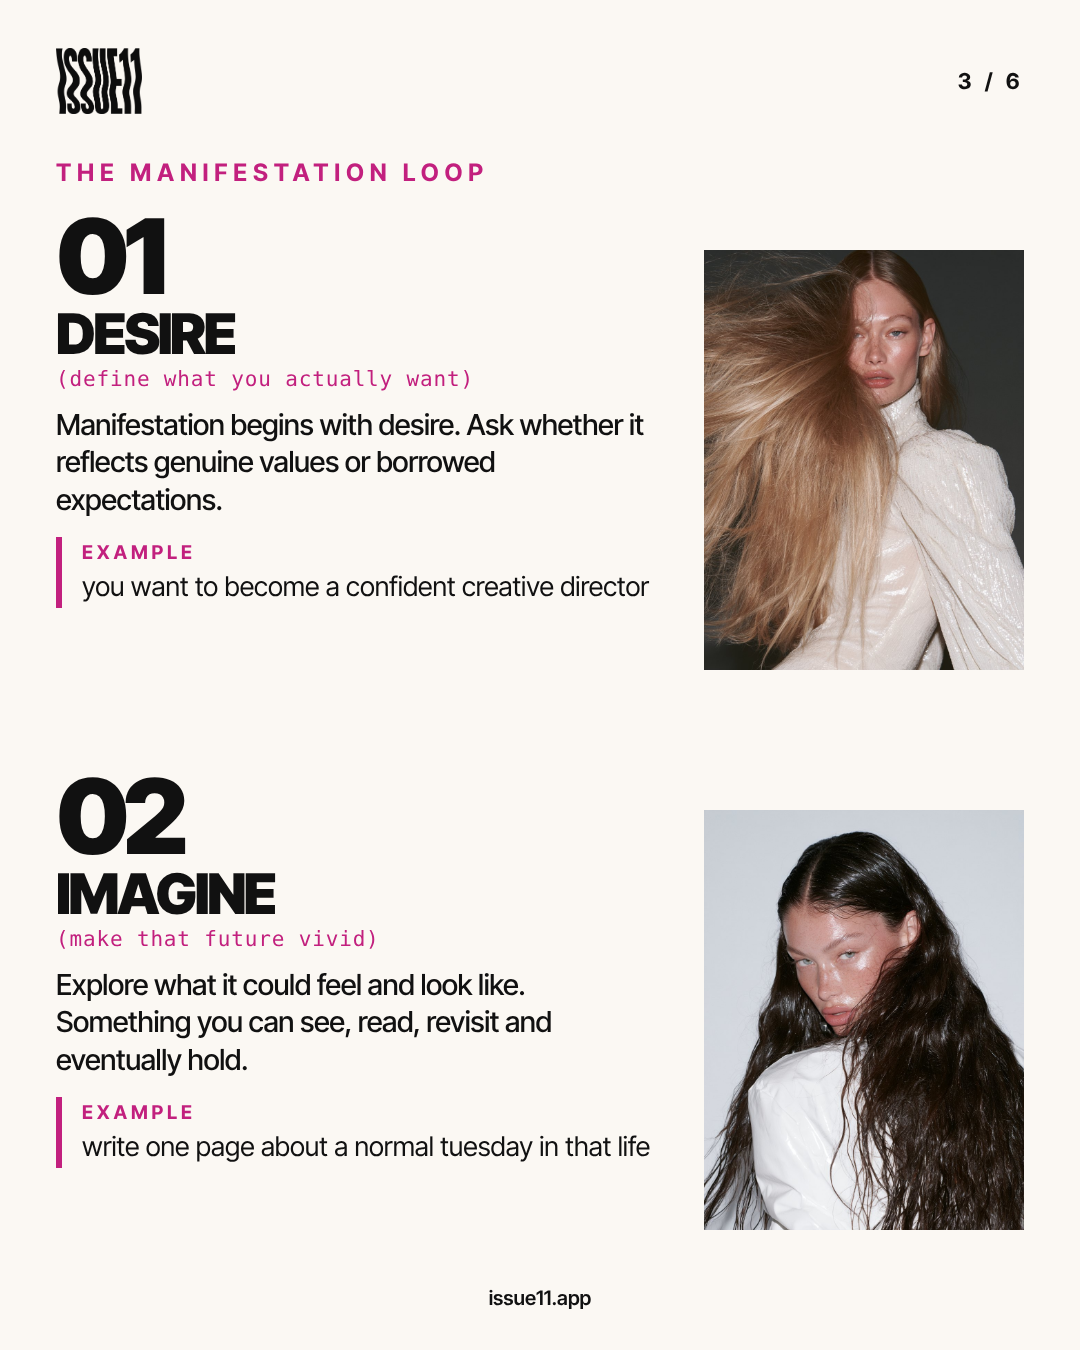 ISSUE11
3 / 6
THE MANIFESTATION LOOP
01
DESIRE
(define what you actually want)
Manifestation begins with desire. Ask whether it
reflects genuine values or borrowed
expectations.
EXAMPLE
you want to become a confident creative director
02
IMAGINE
(make that future vivid)
Explore what it could feel and look like.
Something you can see, read, revisit and
eventually hold.
EXAMPLE
write one page about a normal tuesday in that life
issue11.app